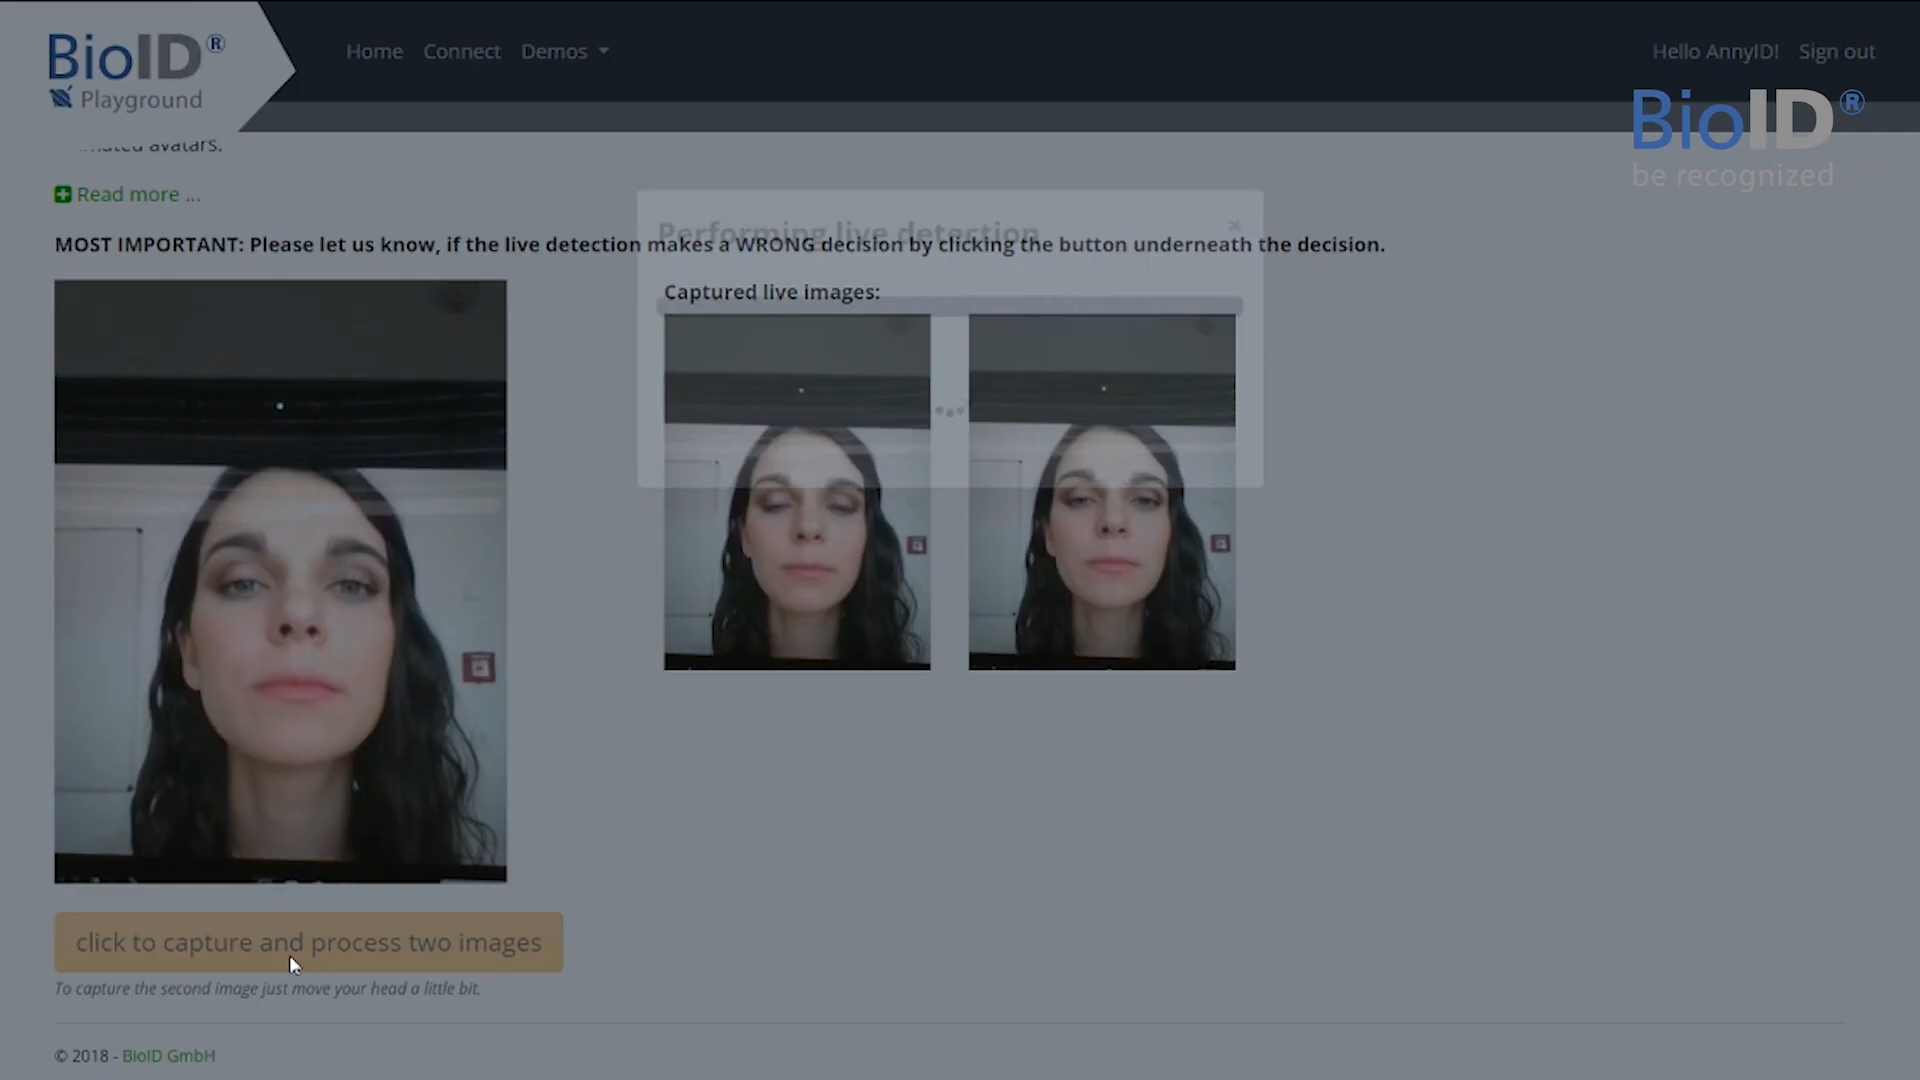 BioID®
Playground
Home Connect Demos
Hello AnnyID! Sign out
BioID®
be recognized
avatars.
Read more ...
Performing live detection
MOST IMPORTANT: Please let us know, if the live detection makes a WRONG decision by clicking the button underneath the decision.
Captured live images:
click to capture and process two images
To capture the second image just move your head a little bit.
© 2018 - BioID GmbH